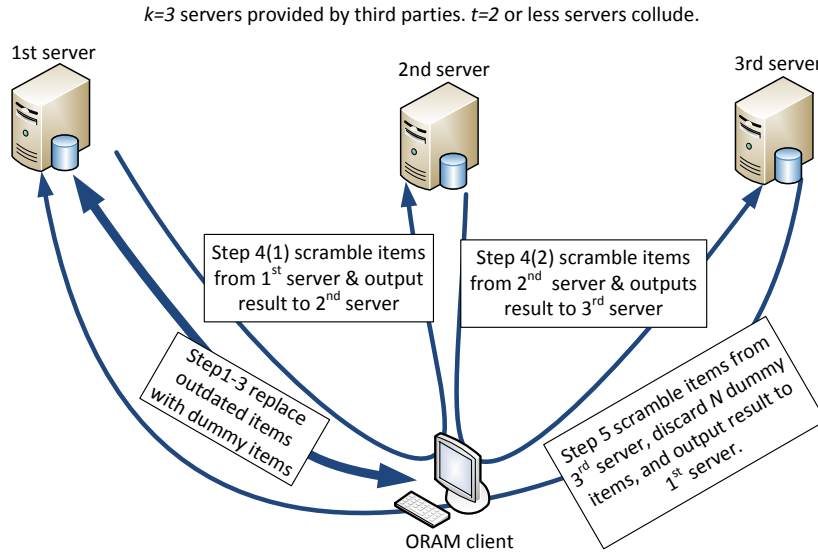 k=3 servers provided by third parties. t=2 or less servers collude.
1st server
2nd server
3rd server
Step 4(1) scramble items
from 1st server & output
result to 2nd server
Step 4(2) scramble items
from 2nd server & outputs
result to 3rd server
Step1-3 replace
outdated items
with dummy items
Step 5 scramble items from
3rd server, discard N dummy
items, and output result to
1st server.
ORAM client